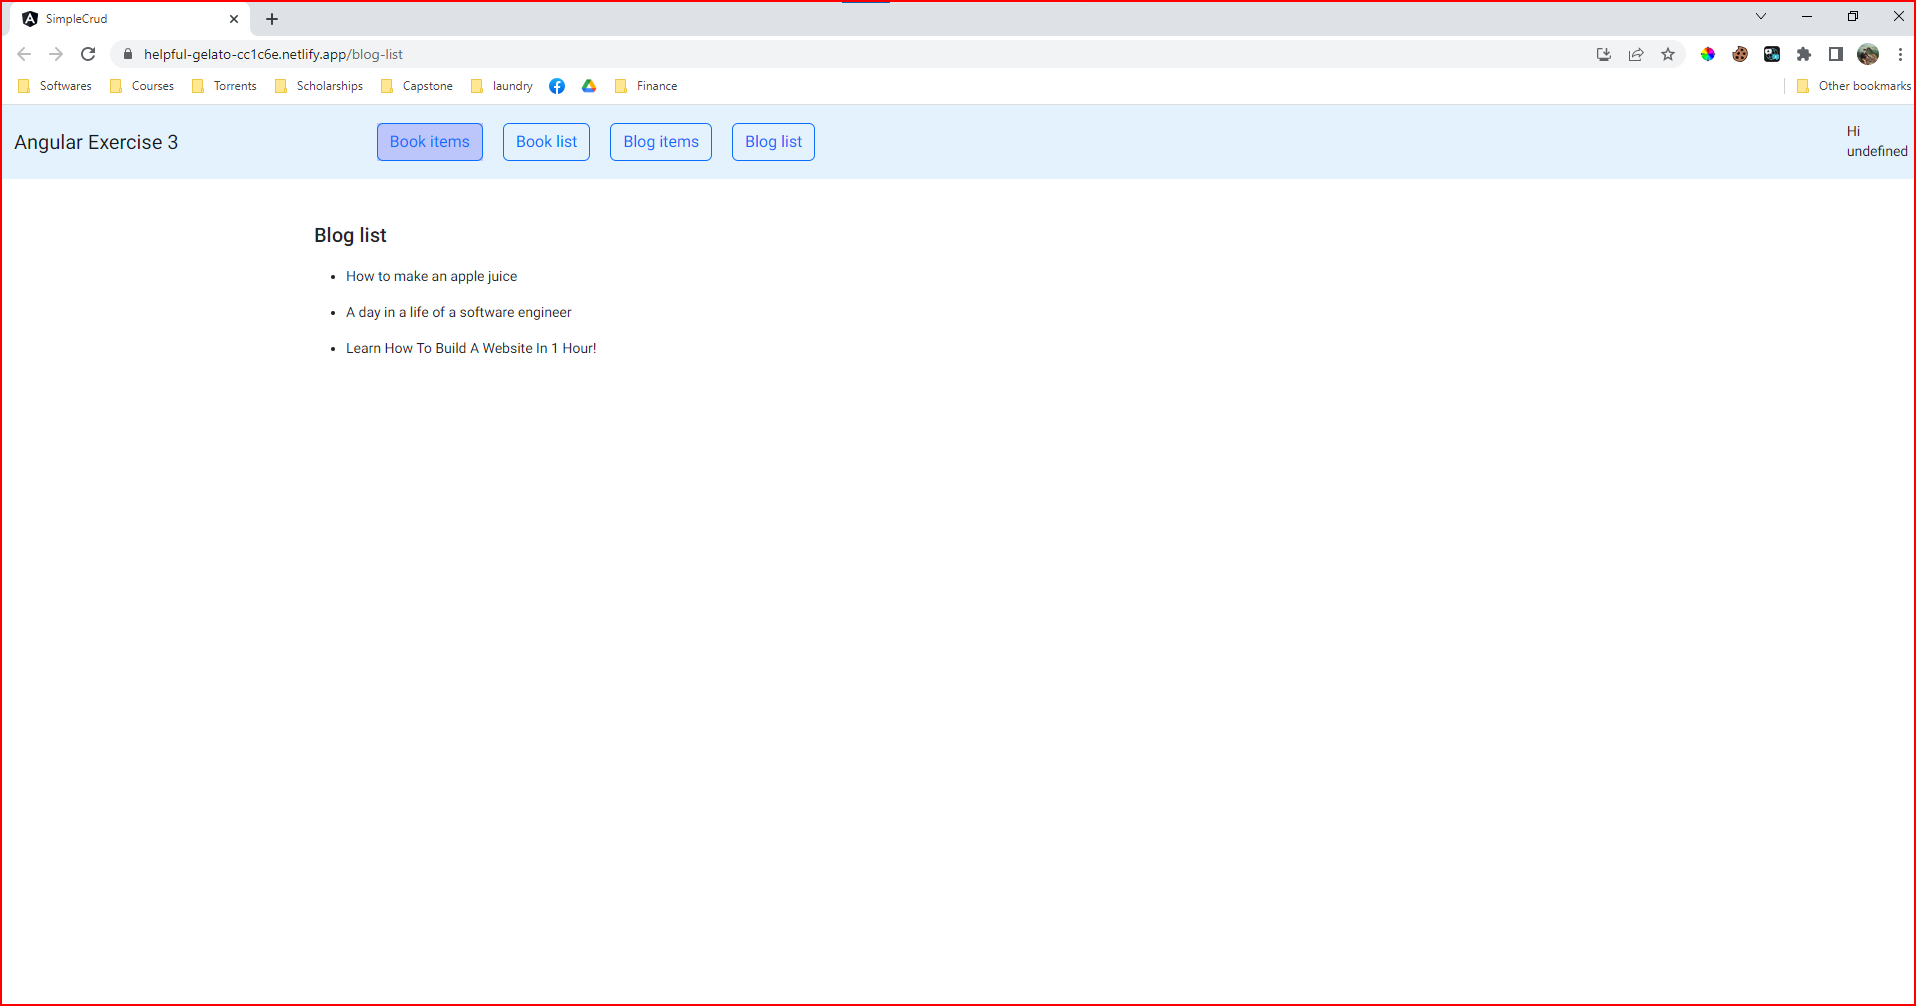 SimpleCrud
helpful-gelato-cc1c6e.netlify.app/blog-list
Softwares Courses Torrents Scholarships Capstone laundry Finance Other bookmarks
Angular Exercise 3 Book items Book list Blog items Blog list Hi
undefined
Blog list
How to make an apple juice
A day in a life of a software engineer
Learn How To Build A Website In 1 Hour!